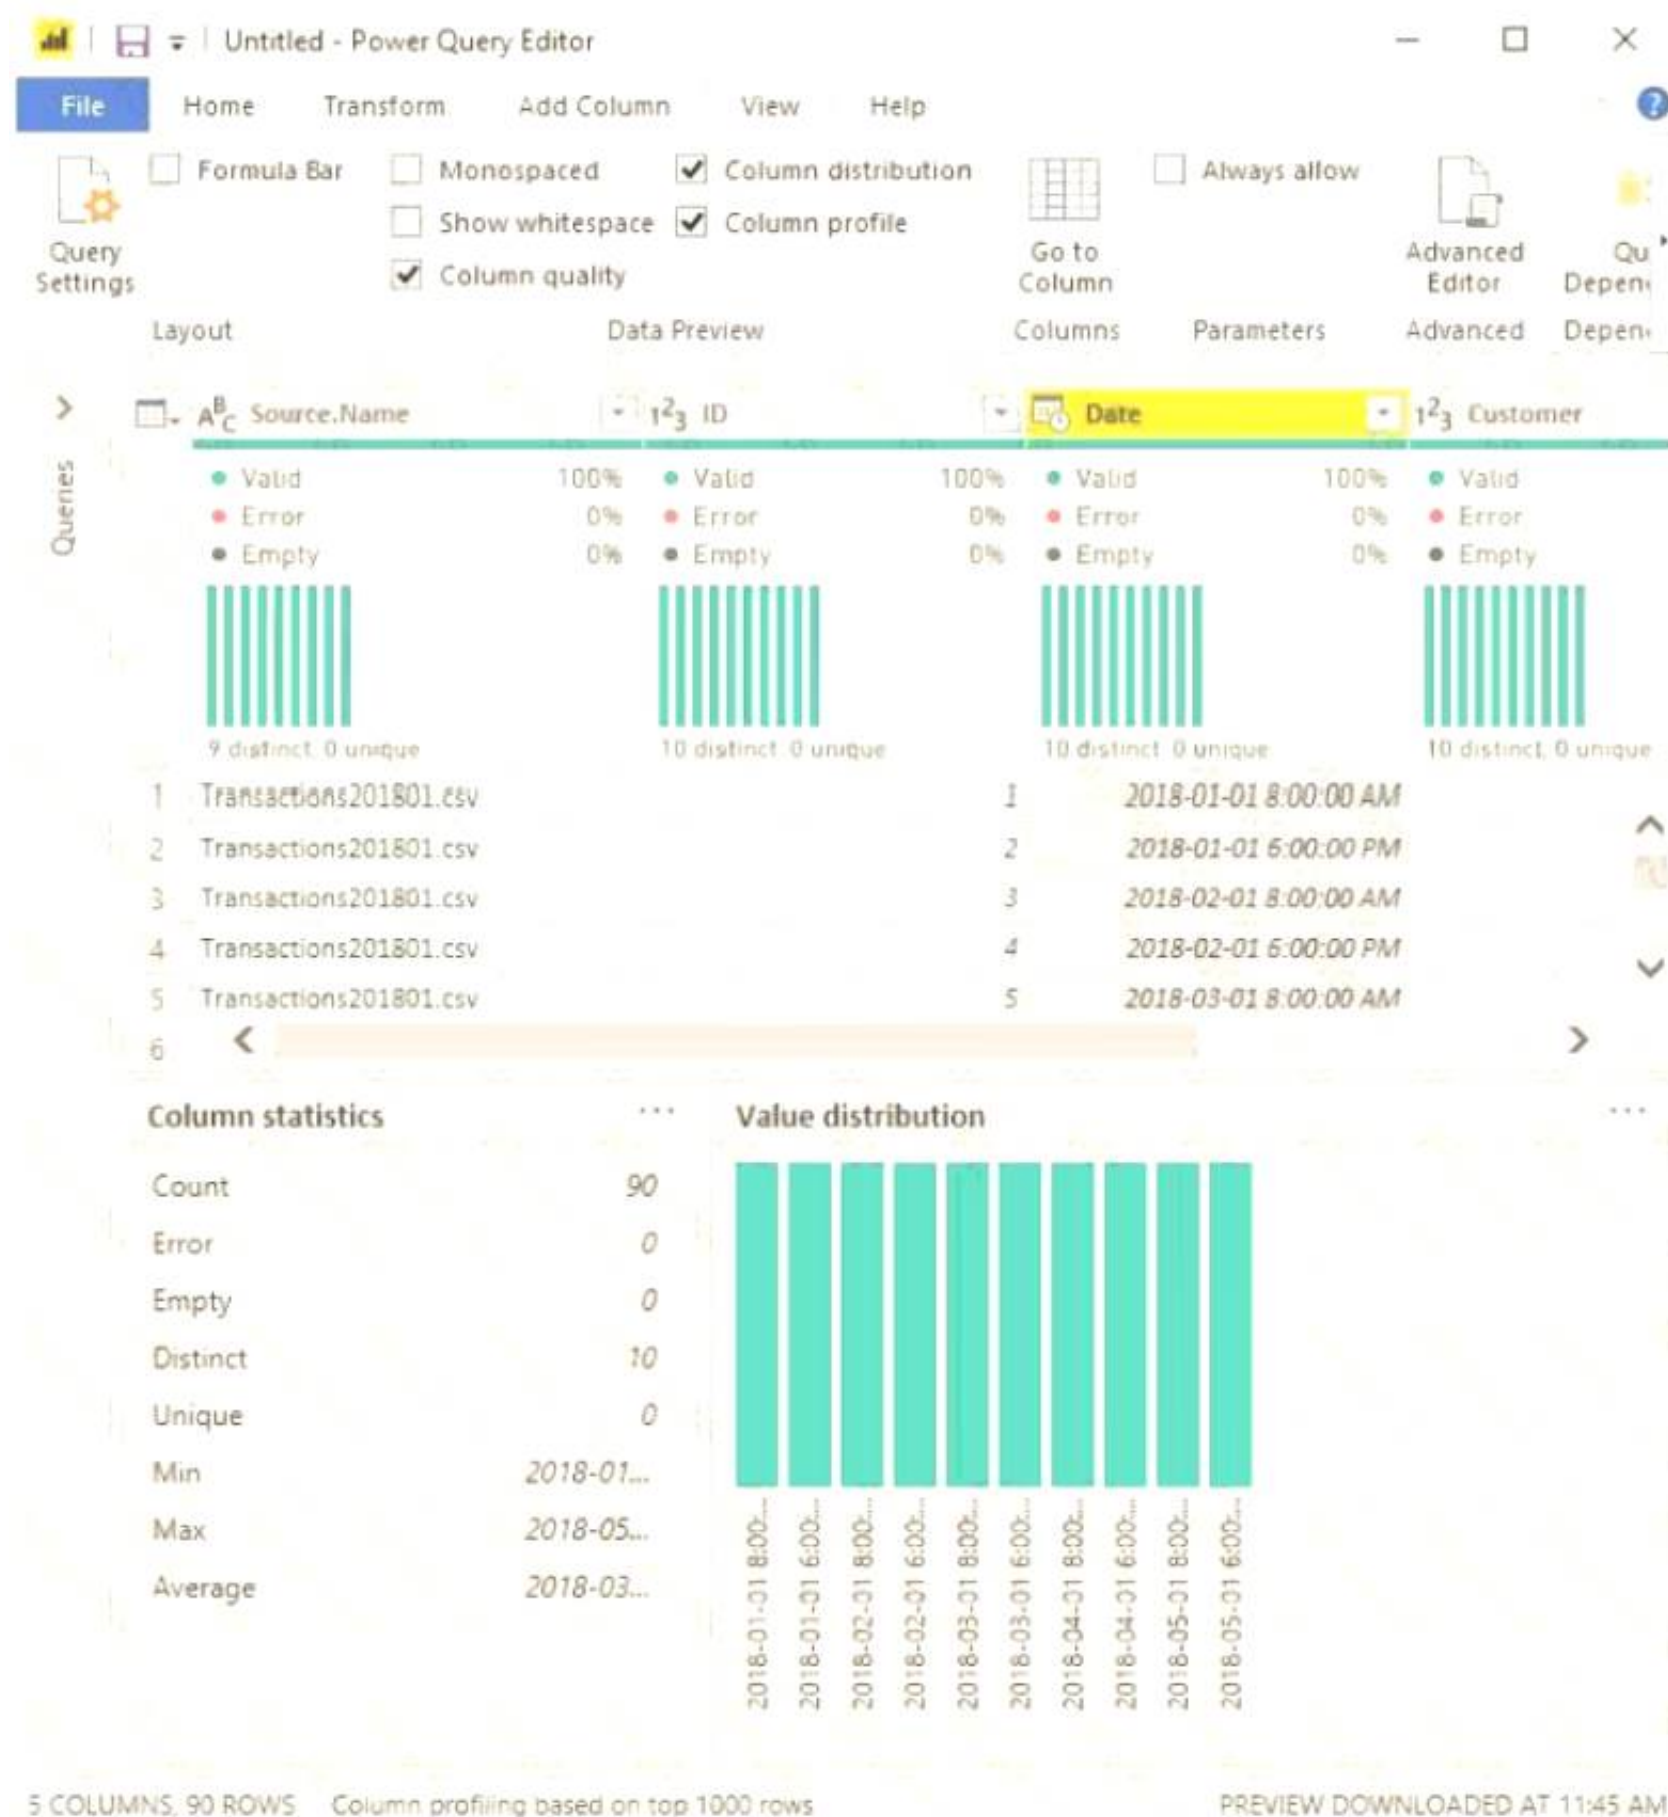 Untitled - Power Query Editor
File Home Transform Add Column View Help
Formula Bar Monospaced Column distribution Always allow
Show whitespace Column profile
Column quality
Query Settings
Go to Column
Advanced Editor
Qu
Depen
Layout Data Preview Columns Parameters Advanced Depen
Queries
ABC Source.Name 123 ID Date 123 Customer
Valid 100% Valid 100% Valid 100% Valid
Error 0% Error 0% Error 0% Error
Empty 0% Empty 0% Empty 0% Empty
9 distinct, 0 unique 10 distinct, 0 unique 10 distinct, 0 unique 10 distinct, 0 unique
1 Transactions201801.csv 1 2018-01-01 8:00:00 AM
2 Transactions201801.csv 2 2018-01-01 6:00:00 PM
3 Transactions201801.csv 3 2018-02-01 8:00:00 AM
4 Transactions201801.csv 4 2018-02-01 6:00:00 PM
5 Transactions201801.csv 5 2018-03-01 8:00:00 AM
6
Column statistics ... Value distribution ...
Count 90
Error 0
Empty 0
Distinct 10
Unique 0
Min 2018-01...
Max 2018-05...
Average 2018-03...
2018-01-01 8:00:...
2018-01-01 6:00:...
2018-02-01 8:00:...
2018-02-01 6:00:...
2018-03-01 8:00:...
2018-03-01 6:00:...
2018-04-01 8:00:...
2018-04-01 6:00:...
2018-05-01 8:00:...
2018-05-01 6:00:...
5 COLUMNS, 90 ROWS Column profiling based on top 1000 rows PREVIEW DOWNLOADED AT 11:45 AM